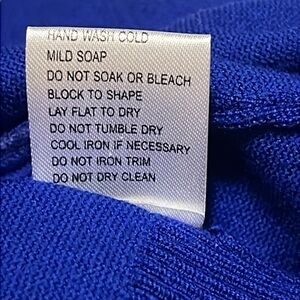 HAND WASH COLD
MILD SOAP
DO NOT SOAK OR BLEACH
BLOCK TO SHAPE
LAY FLAT TO DRY
DO NOT TUMBLE DRY
COOL IRON IF NECESSARY
DO NOT IRON TRIM
DO NOT DRY CLEAN